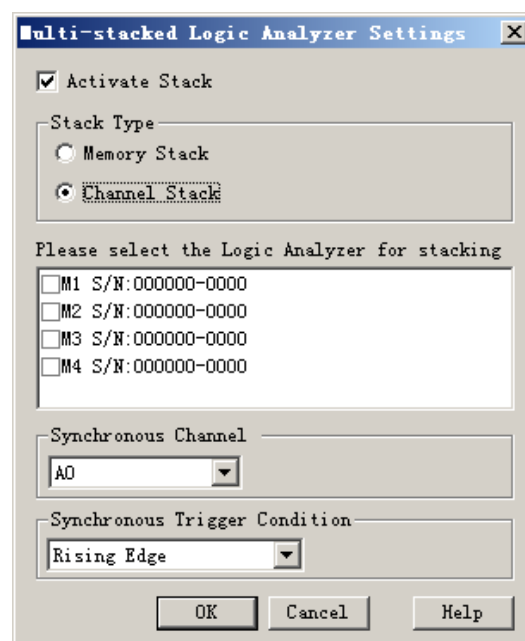 Multi-stacked Logic Analyzer Settings
Activate Stack
Stack Type
Memory Stack
Channel Stack
Please select the Logic Analyzer for stacking
M1 S/N:000000-0000
M2 S/N:000000-0000
M3 S/N:000000-0000
M4 S/N:000000-0000
Synchronous Channel
A0
Synchronous Trigger Condition
Rising Edge
OK Cancel Help